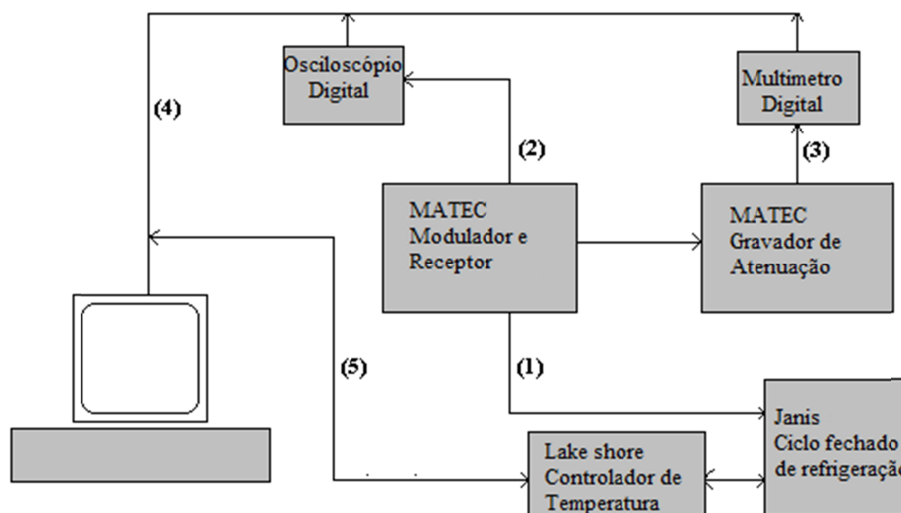 Osciloscópio
Digital
Multimetro
Digital
(4)
(2)
(3)
MATEC
Modulador e
Receptor
MATEC
Gravador de
Atenuação
(5)
(1)
Janis
Ciclo fechado
de refrigeração
Lake shore
Controlador de
Temperatura